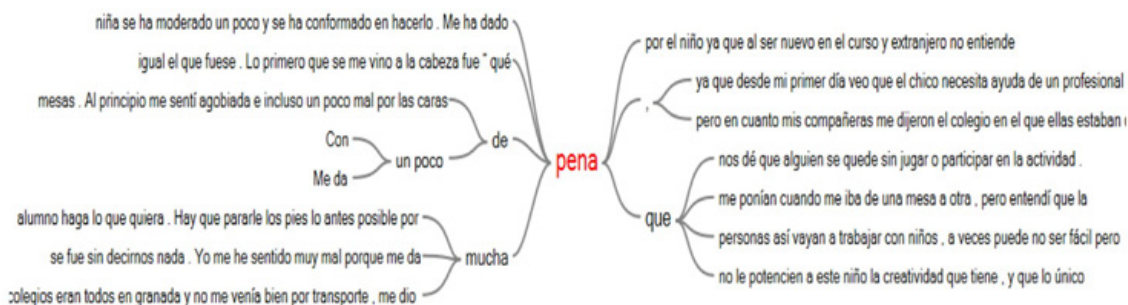 niña se ha moderado un poco y se ha conformado en hacerlo . Me ha dado
igual el que fuese . Lo primero que se me vino a la cabeza fue " qué
mesas . Al principio me sentí agobiada e incluso un poco mal por las caras
de
Con
Me da
un poco
alumno haga lo que quiera . Hay que pararle los pies lo antes posible por
se fue sin decirnos nada . Yo me he sentido muy mal porque me da
colegios eran todos en granada y no me venía bien por transporte , me dio
mucha
pena
por el niño ya que al ser nuevo en el curso y extranjero no entiende
,
ya que desde mi primer día veo que el chico necesita ayuda de un profesional
pero en cuanto mis compañeras me dijeron el colegio en el que ellas estaban
que
nos dé que alguien se quede sin jugar o participar en la actividad .
me ponían cuando me iba de una mesa a otra , pero entendí que la
personas así vayan a trabajar con niños , a veces puede no ser fácil pero
no le potencien a este niño la creatividad que tiene , y que lo único